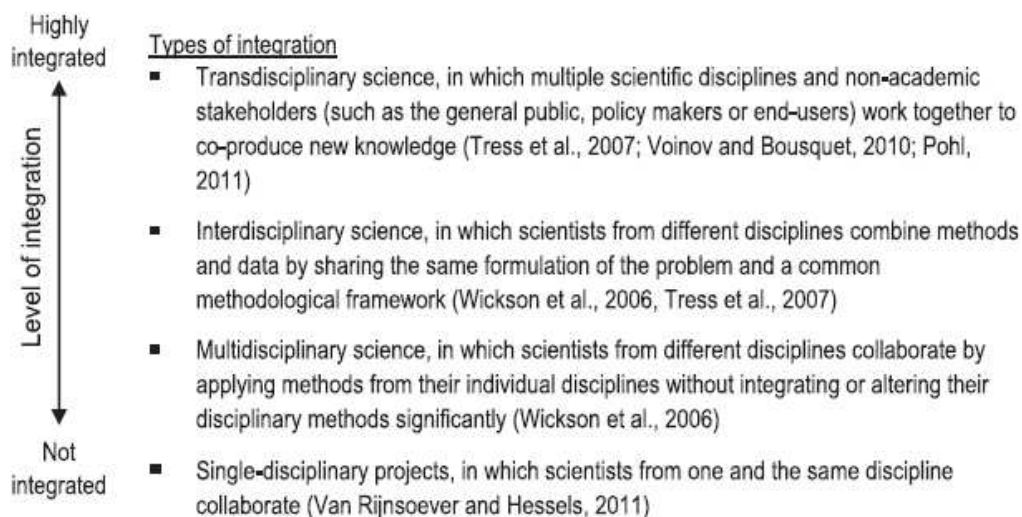 Highly
integrated
Types of integration
▪ Transdisciplinary science, in which multiple scientific disciplines and non-academic
stakeholders (such as the general public, policy makers or end-users) work together to
co-produce new knowledge (Tress et al., 2007; Voinov and Bousquet, 2010; Pohl,
2011)
Level of integration
▪ Interdisciplinary science, in which scientists from different disciplines combine methods
and data by sharing the same formulation of the problem and a common
methodological framework (Wickson et al., 2006, Tress et al., 2007)
▪ Multidisciplinary science, in which scientists from different disciplines collaborate by
applying methods from their individual disciplines without integrating or altering their
disciplinary methods significantly (Wickson et al., 2006)
Not
integrated
▪ Single-disciplinary projects, in which scientists from one and the same discipline
collaborate (Van Rijnsoever and Hessels, 2011)